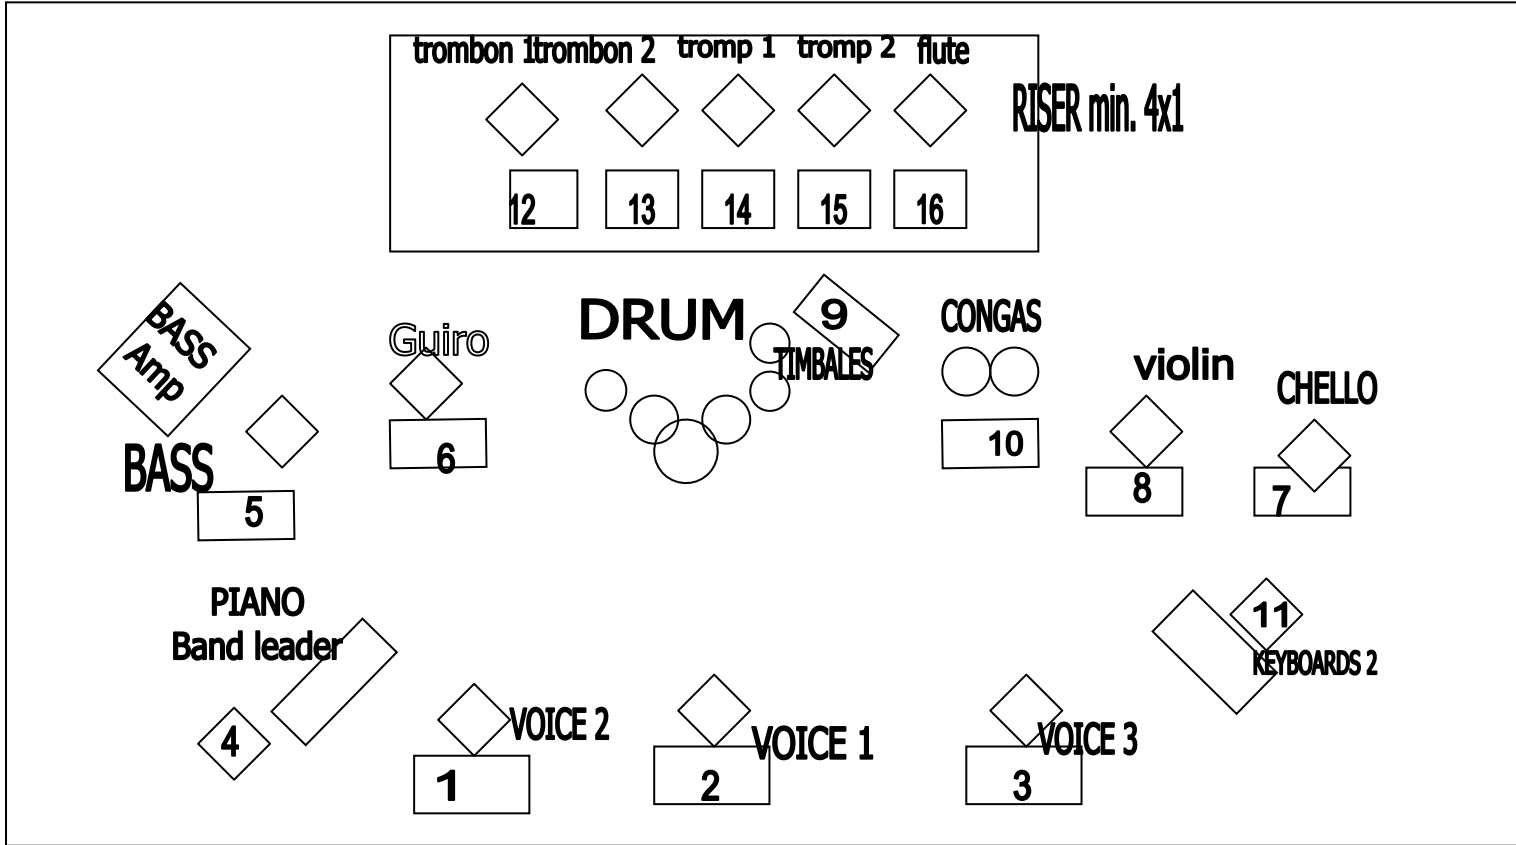 trombon 1 trombon 2 tromp 1 tromp 2 flute
RISER min. 4x1
12 13 14 15 16
BASS
Amp
Guiro
DRUM
9
TIMBALES
CONGAS
violin
CHELLO
BASS
5
6
10
8
7
PIANO
Band leader
4
11
KEYBOARDS 2
VOICE 2
VOICE 1
VOICE 3
1
2
3